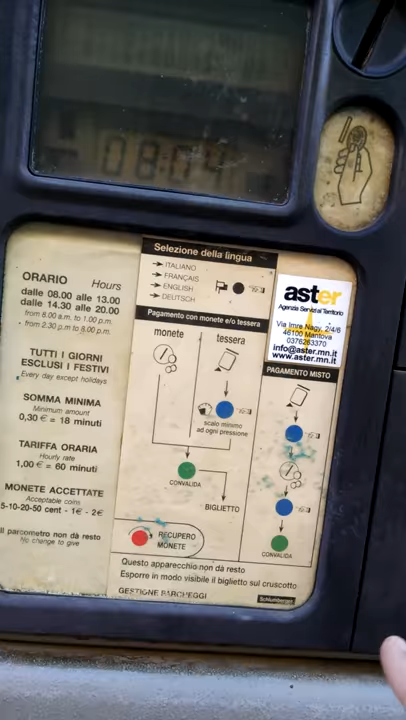 08:04
ORARIO Hours
dalle 08.00 alle 13.00
dalle 14.30 alle 20.00
from 8.00 a.m. to 1.00 p.m.
from 2.30 p.m to 8.00 p.m.
TUTTI I GIORNI
ESCLUSI I FESTIVI
Every day except holidays
SOMMA MINIMA
Minimum amount
0,30 € = 18 minuti
TARIFFA ORARIA
Hourly rate
1,00 € = 60 minuti
MONETE ACCETTATE
Acceptable coins
5-10-20-50 cent - 1€ - 2€
Il parcometro non dà resto
No change to give
Selezione della lingua
ITALIANO
FRANÇAIS
ENGLISH
DEUTSCH
Pagamento con monete e/o tessera
monete
tessera
scalo minimo
ad ogni pressione
CONVALIDA
BIGLIETTO
RECUPERO
MONETE
Questo apparecchio non dà resto
Esporre in modo visibile il biglietto sul cruscotto
GESTIONE PARCHEGGI
Schlumberger
aster
Agenzia Servizi al Territorio
Via Imre Nagy, 2/4/6
46100 Mantova
0376263370
info@aster.mn.it
www.aster.mn.it
PAGAMENTO MISTO
CONVALIDA